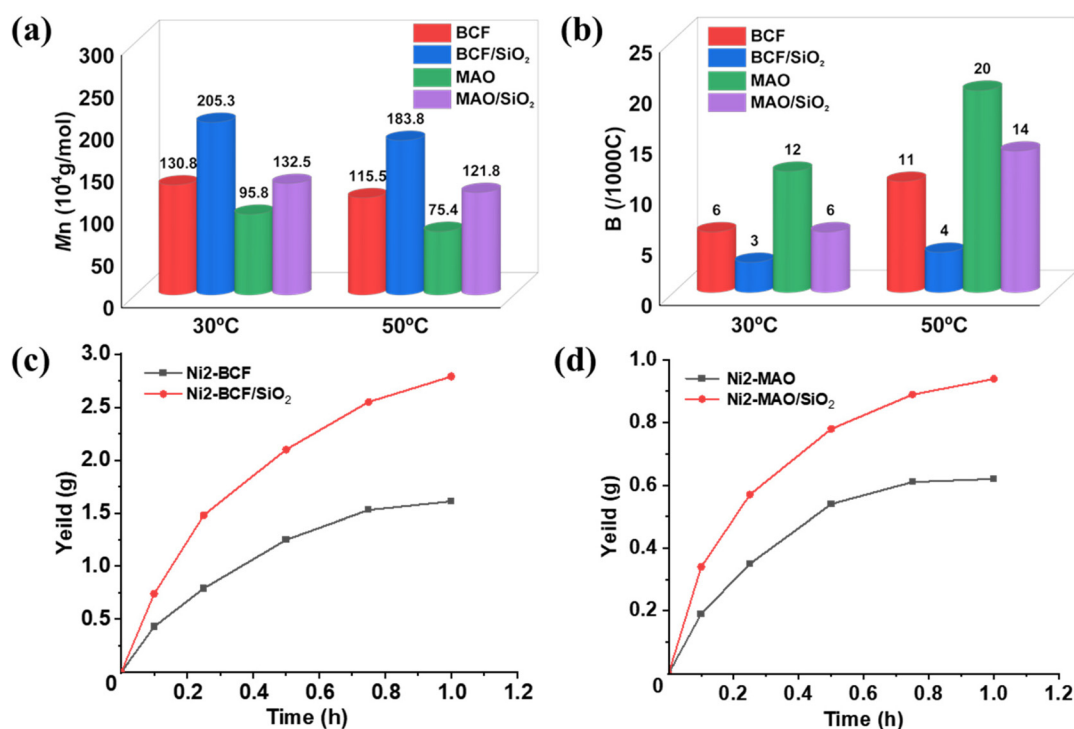 (a)
BCF
BCF/SiO₂
MAO
MAO/SiO₂
Mn (10⁴g/mol)
300
250
200
150
100
50
0
130.8
205.3
95.8
132.5
115.5
183.8
75.4
121.8
30ºC
50ºC
(b)
BCF
BCF/SiO₂
MAO
MAO/SiO₂
B (/1000C)
25
20
15
10
5
0
6
3
12
6
11
4
20
14
30ºC
50ºC
(c)
Ni2-BCF
Ni2-BCF/SiO₂
Yeild (g)
3.0
2.5
2.0
1.5
1.0
0.5
0
0.2
0.4
0.6
0.8
1.0
1.2
Time (h)
(d)
Ni2-MAO
Ni2-MAO/SiO₂
Yeild (g)
1.0
0.8
0.6
0.4
0.2
0
0.2
0.4
0.6
0.8
1.0
1.2
Time (h)